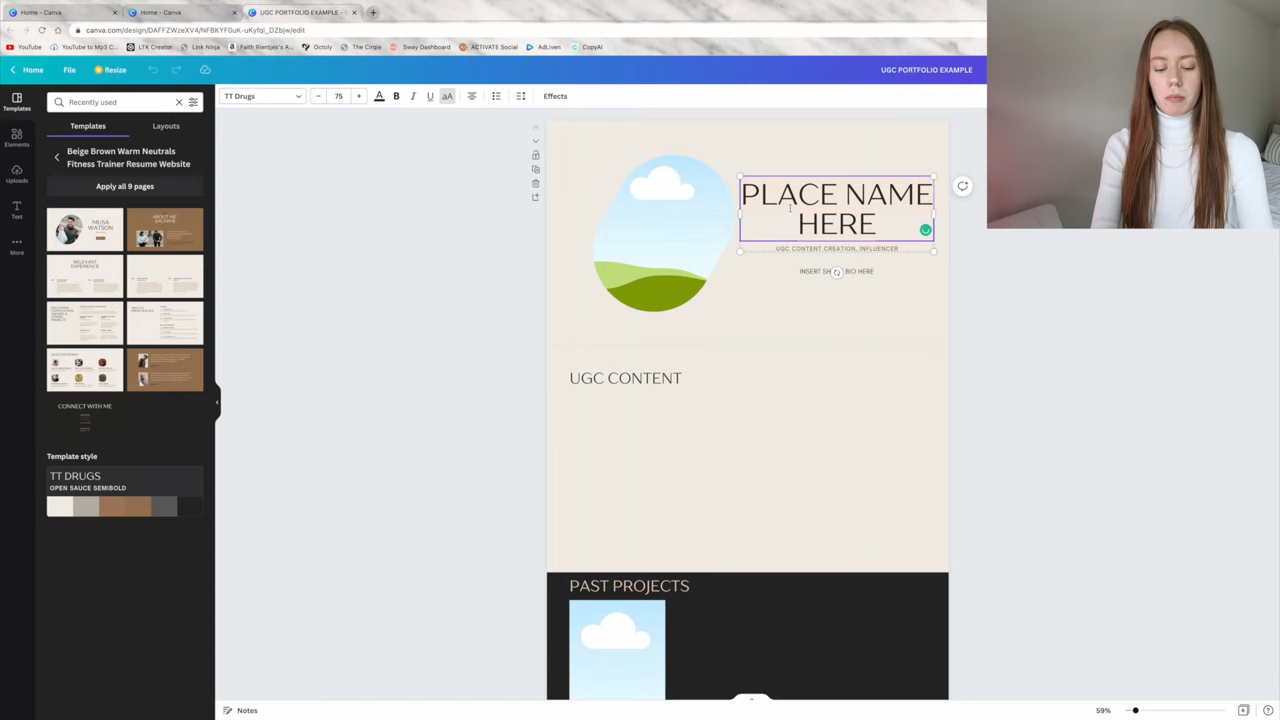 Home - Canva
Home - Canva
UGC PORTFOLIO EXAMPLE -
canva.com/design/DAFFZWzeXV4/NFBKYF0uK-uKyfqi_DZbjw/edit
YouTube
YouTube to Mp3 C...
LTK Creator
Link Ninja
Faith Rientjes's A...
Octoly
The Cirqle
Sway Dashboard
ACTIVATE Social
AdLiven
CopyAI
Home
File
Resize
UGC PORTFOLIO EXAMPLE
Templates
Elements
Uploads
Text
More
Recently used
TT Drugs
75
B
I
U
aA
Effects
Templates
Layouts
Beige Brown Warm Neutrals
Fitness Trainer Resume Website
Apply all 9 pages
MUSA
WATSON
ABOUT ME
RELEVANT
EXPERIENCE
CONNECT WITH ME
Template style
TT DRUGS
OPEN SAUCE SEMIBOLD
PLACE NAME
HERE
UGC CONTENT CREATION, INFLUENCER
INSERT SH BIO HERE
UGC CONTENT
PAST PROJECTS
Notes
59%